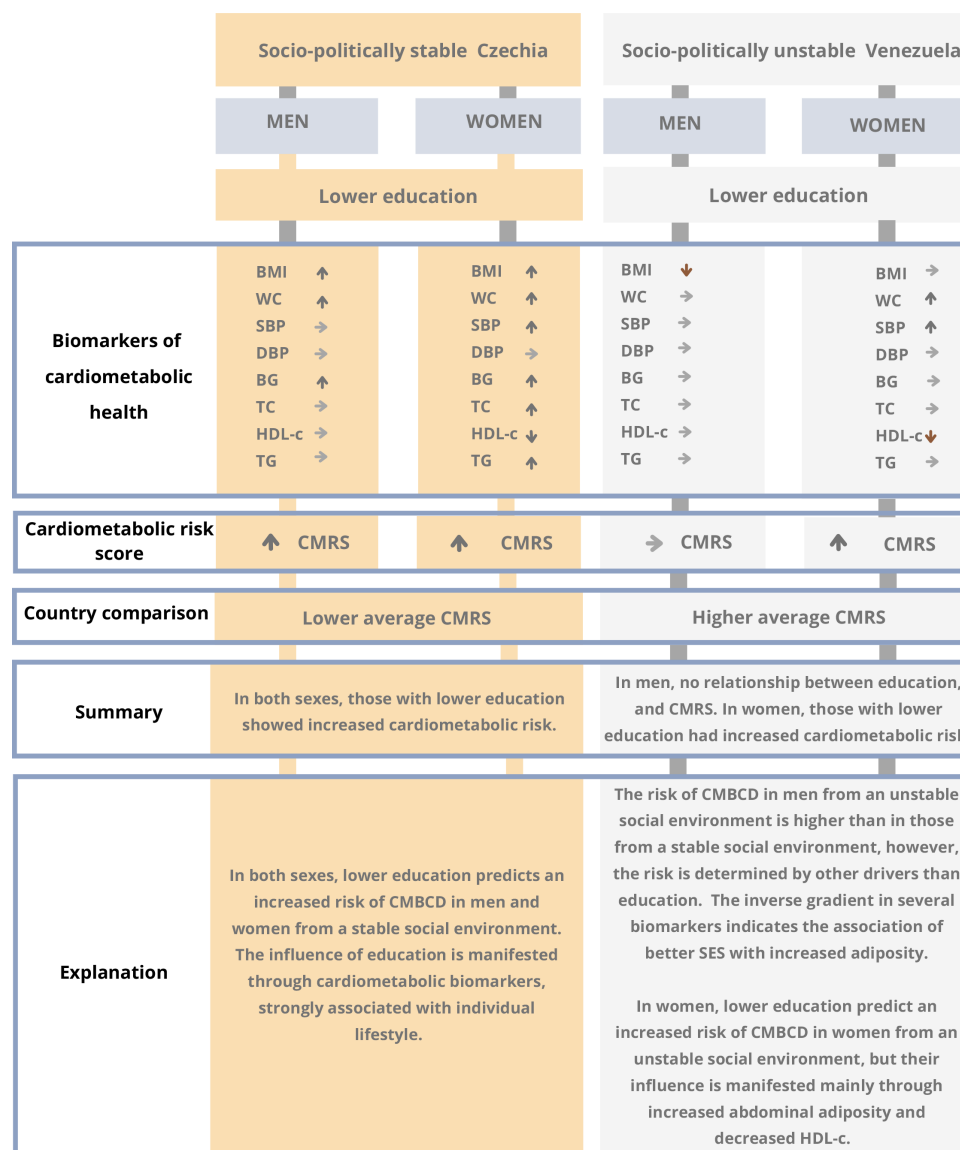 Socio-politically stable Czechia
Socio-politically unstable Venezuela
MEN
WOMEN
MEN
WOMEN
Lower education
Lower education
Biomarkers of
cardiometabolic
health
BMI ↑
WC ↑
SBP →
DBP →
BG ↑
TC →
HDL-c →
TG →
BMI ↑
WC ↑
SBP ↑
DBP →
BG ↑
TC ↑
HDL-c ↓
TG ↑
BMI ↓
WC →
SBP →
DBP →
BG →
TC →
HDL-c →
TG →
BMI →
WC ↑
SBP ↑
DBP →
BG →
TC →
HDL-c ↓
TG →
Cardiometabolic risk
score
↑ CMRS
↑ CMRS
→ CMRS
↑ CMRS
Country comparison
Lower average CMRS
Higher average CMRS
Summary
In both sexes, those with lower education
showed increased cardiometabolic risk.
In men, no relationship between education,
and CMRS. In women, those with lower
education had increased cardiometabolic risk
Explanation
In both sexes, lower education predicts an
increased risk of CMBCD in men and
women from a stable social environment.
The influence of education is manifested
through cardiometabolic biomarkers,
strongly associated with individual
lifestyle.
The risk of CMBCD in men from an unstable
social environment is higher than in those
from a stable social environment, however,
the risk is determined by other drivers than
education. The inverse gradient in several
biomarkers indicates the association of
better SES with increased adiposity.
In women, lower education predict an
increased risk of CMBCD in women from an
unstable social environment, but their
influence is manifested mainly through
increased abdominal adiposity and
decreased HDL-c.